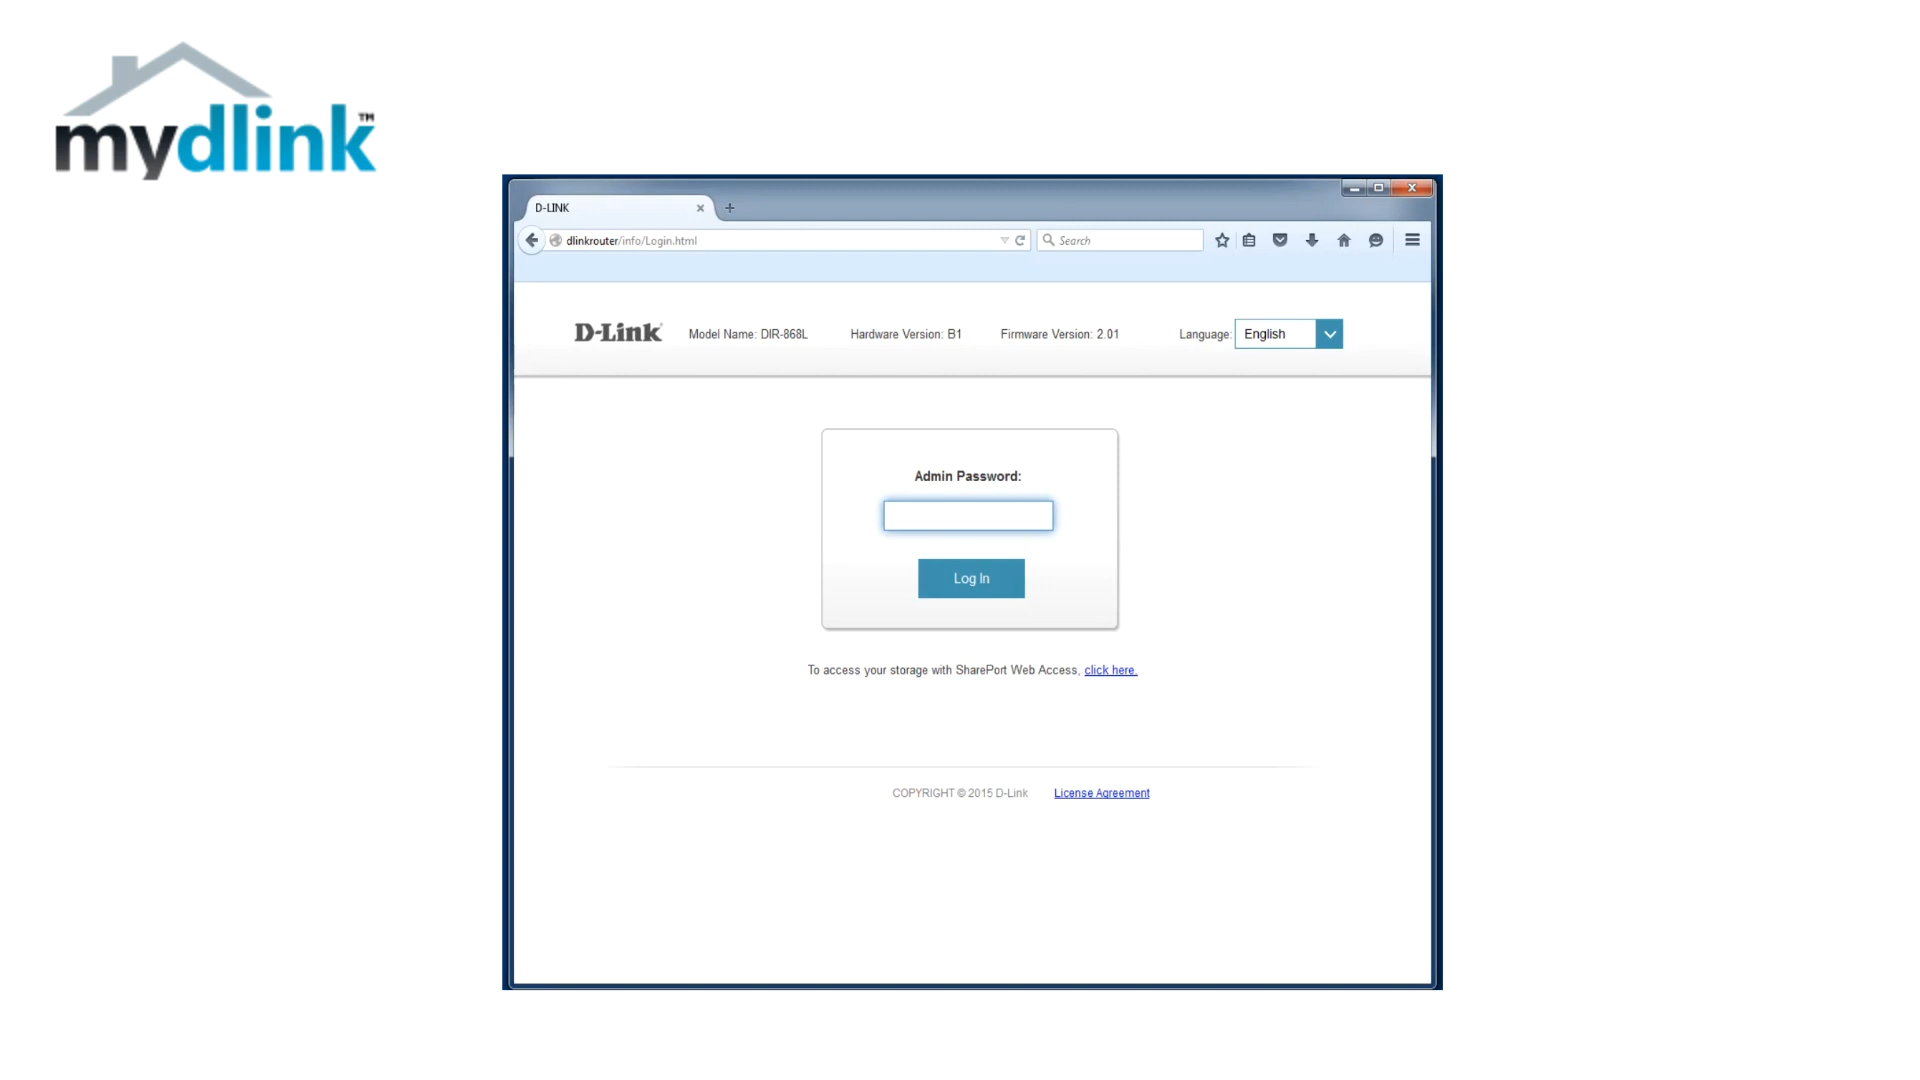 mydlink™
D-LINK
dlinkrouter/info/Login.html
Search
D-Link
Model Name: DIR-868L
Hardware Version: B1
Firmware Version: 2.01
Language:
English
Admin Password:
Log In
To access your storage with SharePort Web Access, click here.
COPYRIGHT © 2015 D-Link
License Agreement